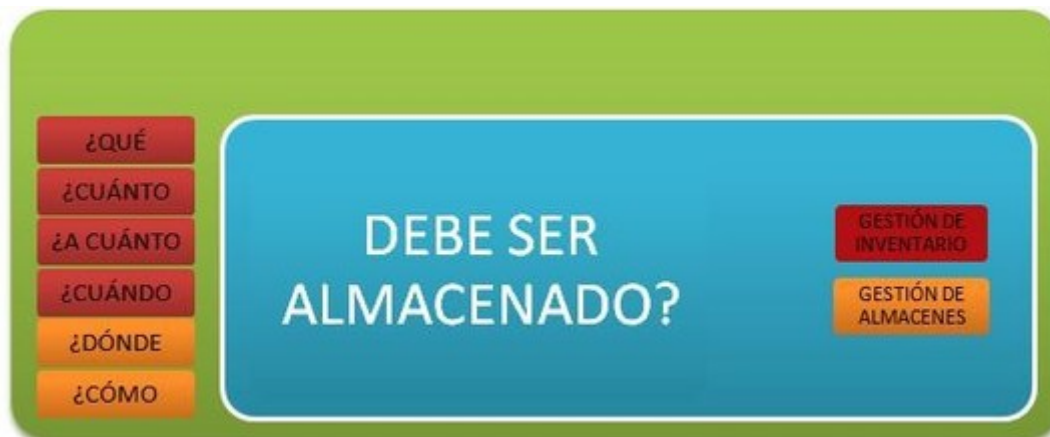 ¿QUÉ
¿CUÁNTO
¿A CUÁNTO
¿CUÁNDO
¿DÓNDE
¿CÓMO
DEBE SER
ALMACENADO?
GESTIÓN DE
INVENTARIO
GESTIÓN DE
ALMACENES